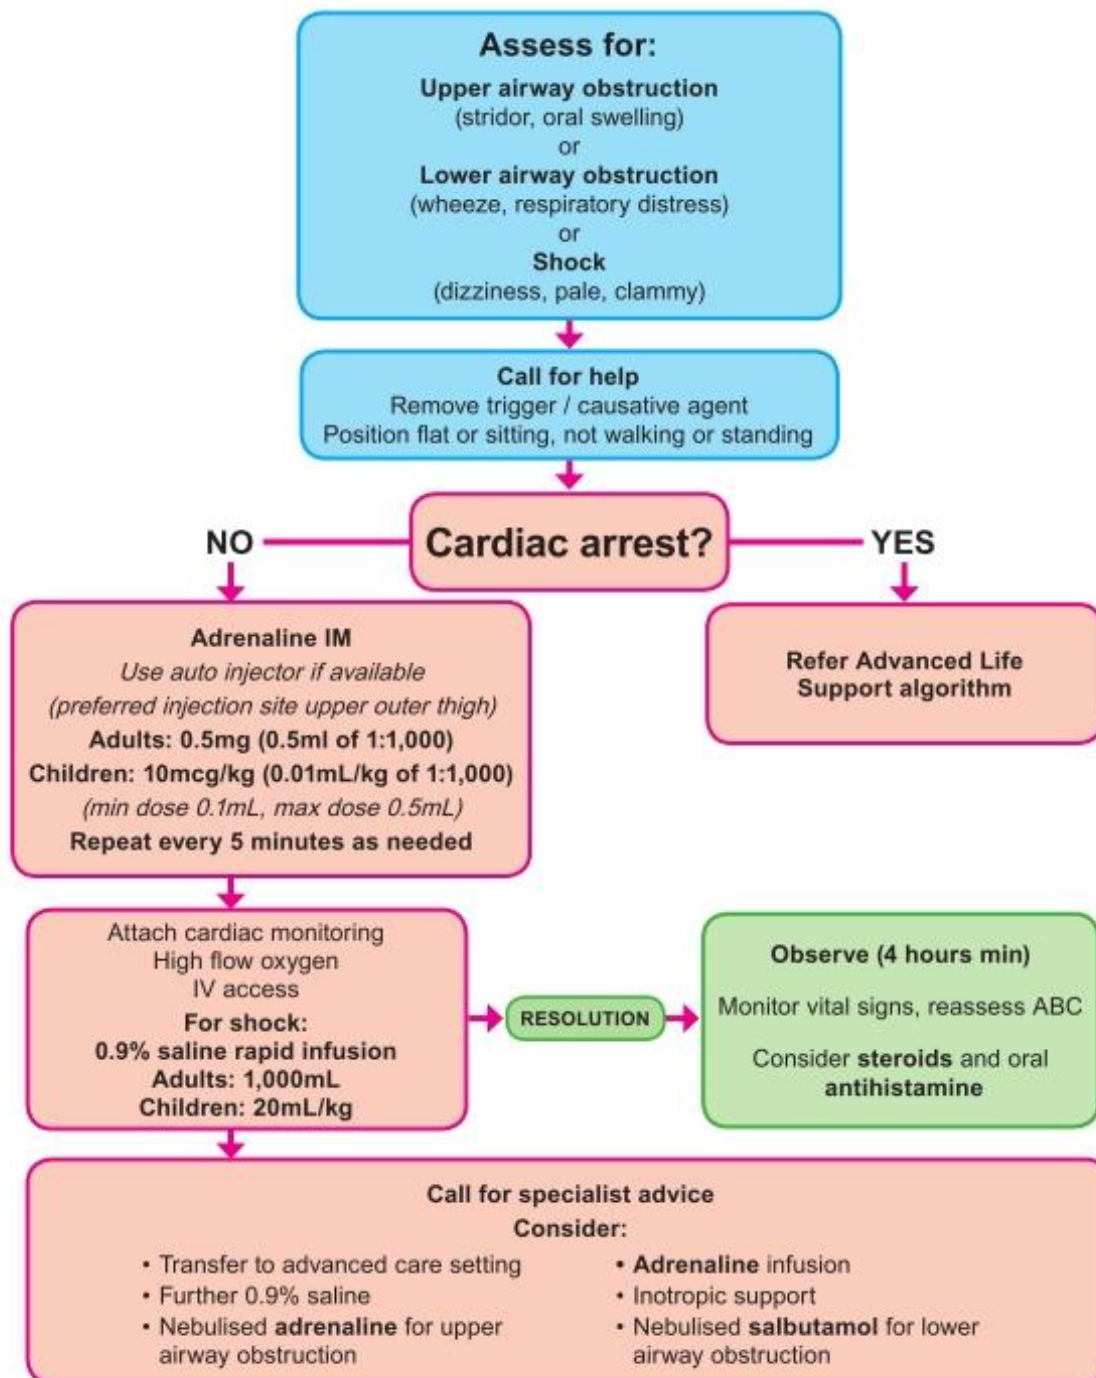 Assess for:
Upper airway obstruction
(stridor, oral swelling)
or
Lower airway obstruction
(wheeze, respiratory distress)
or
Shock
(dizziness, pale, clammy)
Call for help
Remove trigger / causative agent
Position flat or sitting, not walking or standing
Cardiac arrest?
NO
YES
Adrenaline IM
Use auto injector if available
(preferred injection site upper outer thigh)
Adults: 0.5mg (0.5ml of 1:1,000)
Children: 10mcg/kg (0.01mL/kg of 1:1,000)
(min dose 0.1mL, max dose 0.5mL)
Repeat every 5 minutes as needed
Refer Advanced Life
Support algorithm
Attach cardiac monitoring
High flow oxygen
IV access
For shock:
0.9% saline rapid infusion
Adults: 1,000mL
Children: 20mL/kg
RESOLUTION
Observe (4 hours min)
Monitor vital signs, reassess ABC
Consider steroids and oral
antihistamine
Call for specialist advice
Consider:
• Transfer to advanced care setting
• Further 0.9% saline
• Nebulised adrenaline for upper
airway obstruction
• Adrenaline infusion
• Inotropic support
• Nebulised salbutamol for lower
airway obstruction